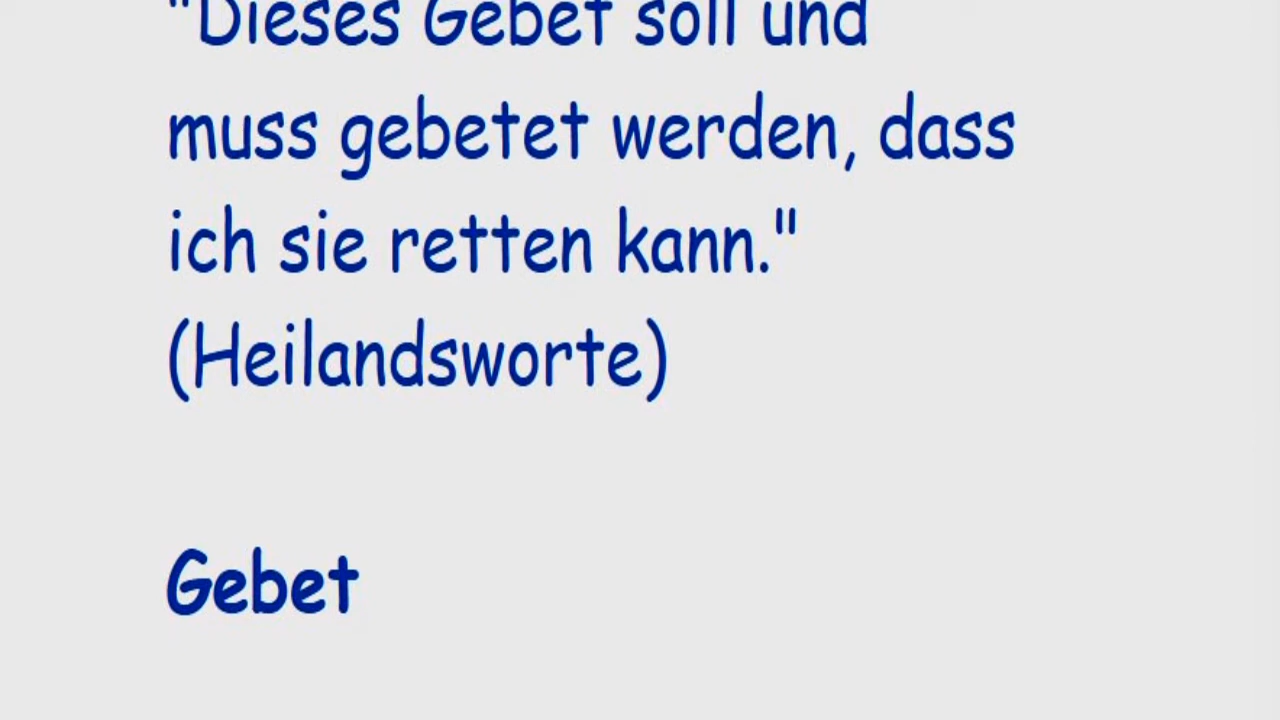 "Dieses Gebet soll und
muss gebetet werden, dass
ich sie retten kann."
(Heilandsworte)
Gebet